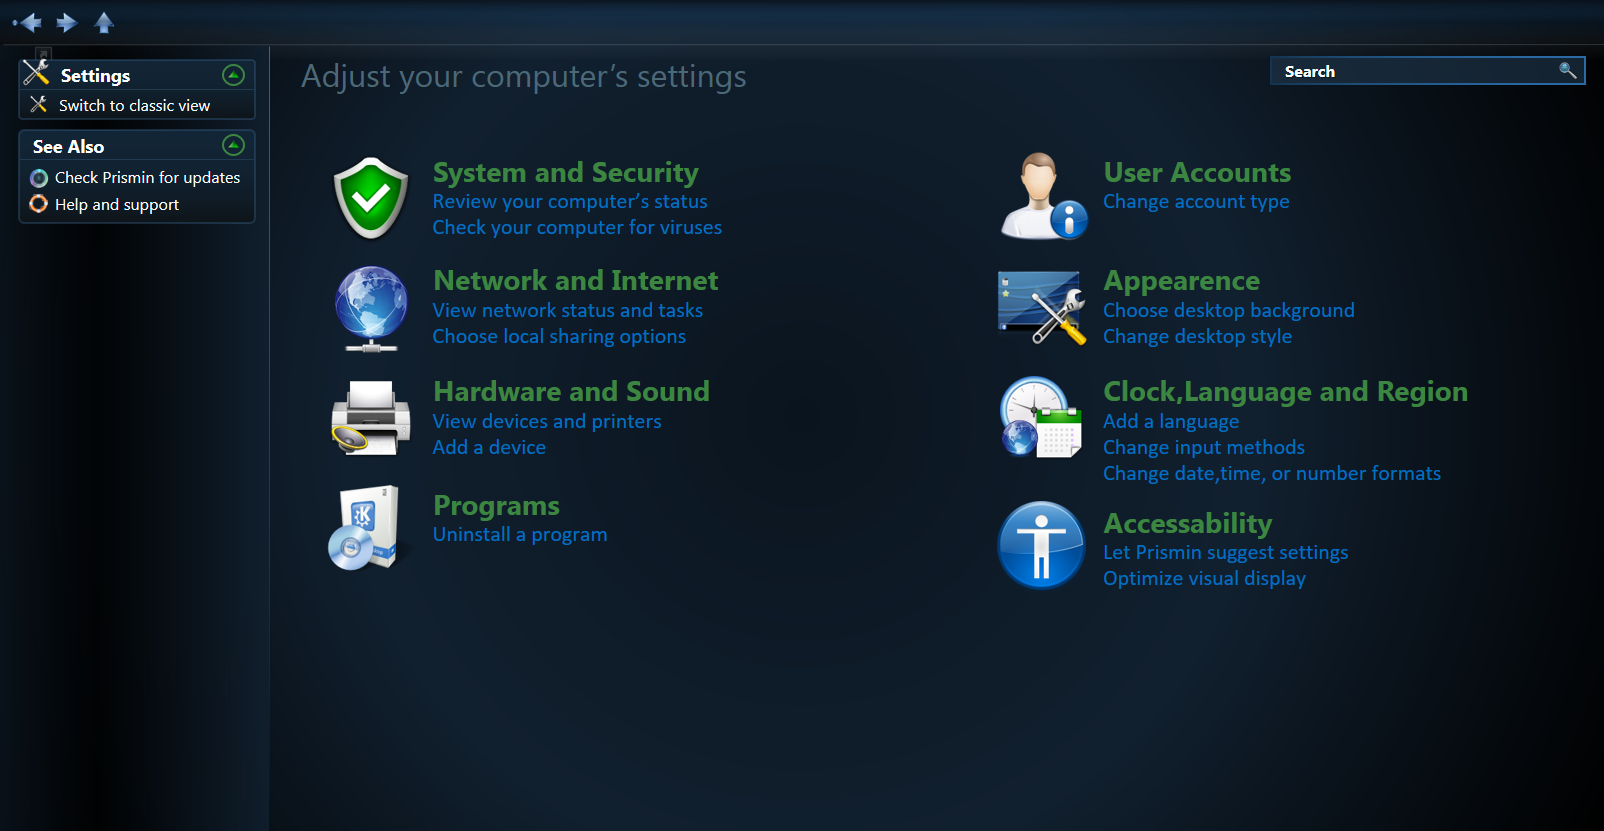 Settings
Switch to classic view
See Also
Check Prismin for updates
Help and support
Adjust your computer’s settings
Search
System and Security
Review your computer’s status
Check your computer for viruses
Network and Internet
View network status and tasks
Choose local sharing options
Hardware and Sound
View devices and printers
Add a device
Programs
Uninstall a program
User Accounts
Change account type
Appearence
Choose desktop background
Change desktop style
Clock,Language and Region
Add a language
Change input methods
Change date,time, or number formats
Accessability
Let Prismin suggest settings
Optimize visual display